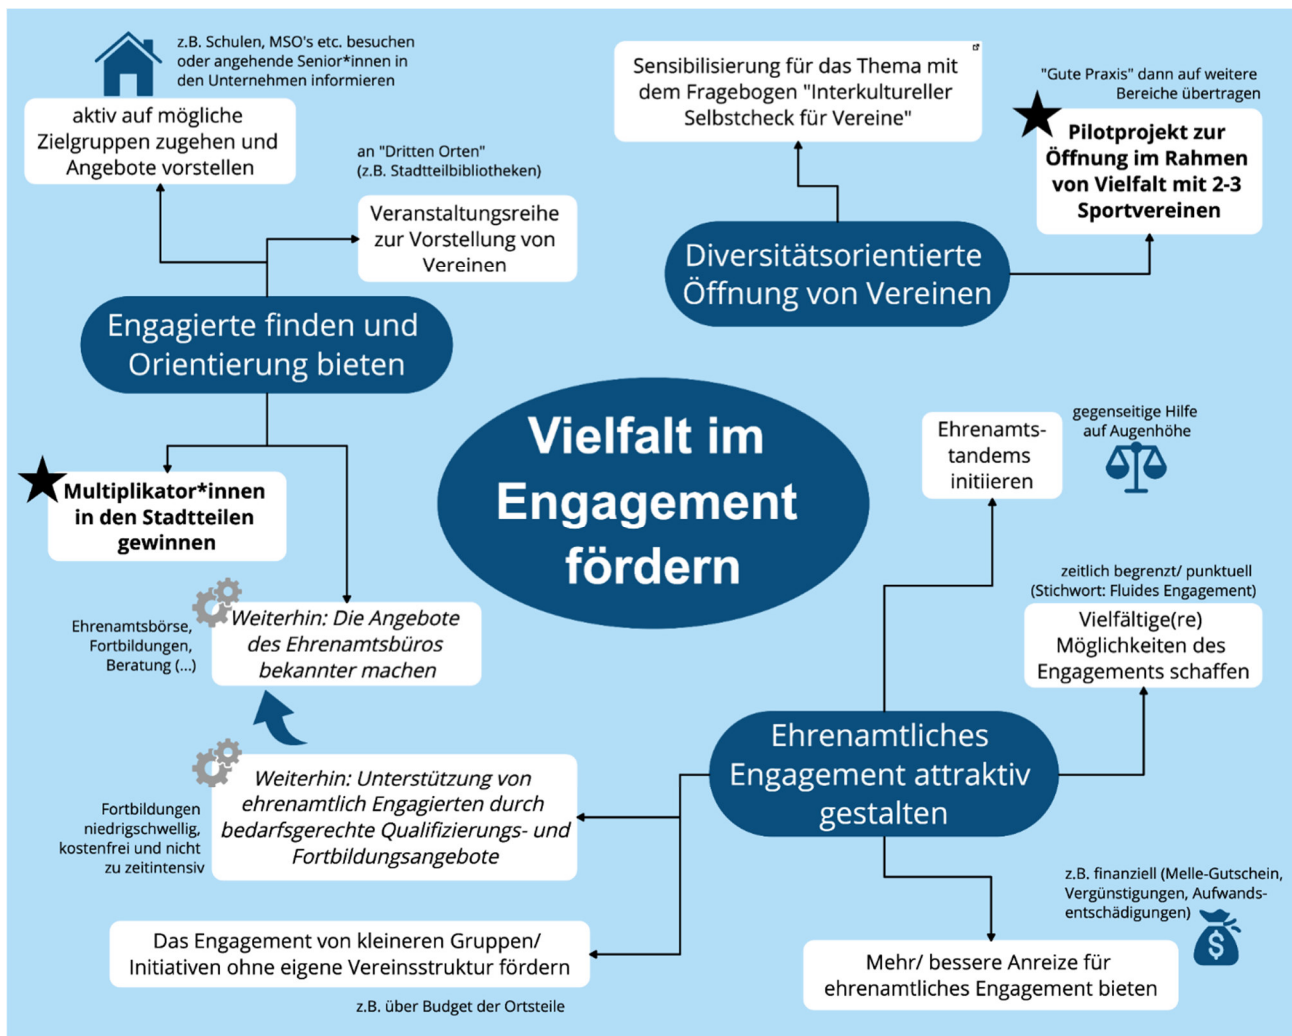 z.B. Schulen, MSO's etc. besuchen
oder angehende Senior*innen in
den Unternehmen informieren
aktiv auf mögliche
Zielgruppen zugehen und
Angebote vorstellen
an "Dritten Orten"
(z.B. Stadtteilbibliotheken)
Veranstaltungsreihe
zur Vorstellung von
Vereinen
Engagierte finden und
Orientierung bieten
Multiplikator*innen
in den Stadtteilen
gewinnen
Ehrenamtsbörse,
Fortbildungen,
Beratung (...)
Weiterhin: Die Angebote
des Ehrenamtsbüros
bekannter machen
Sensibilisierung für das Thema mit
dem Fragebogen "Interkultureller
Selbstcheck für Vereine"
"Gute Praxis" dann auf weitere
Bereiche übertragen
Pilotprojekt zur
Öffnung im Rahmen
von Vielfalt mit 2-3
Sportvereinen
Diversitätsorientierte
Öffnung von Vereinen
Vielfalt im
Engagement
fördern
Ehrenamts-
tandems
initiieren
gegenseitige Hilfe
auf Augenhöhe
zeitlich begrenzt/ punktuell
(Stichwort: Fluides Engagement)
Vielfältige(re)
Möglichkeiten des
Engagements schaffen
Ehrenamtliches
Engagement attraktiv
gestalten
Fortbildungen
niedrigschwellig,
kostenfrei und nicht
zu zeitintensiv
Weiterhin: Unterstützung von
ehrenamtlich Engagierten durch
bedarfsgerechte Qualifizierungs- und
Fortbildungsangebote
Das Engagement von kleineren Gruppen/
Initiativen ohne eigene Vereinsstruktur fördern
z.B. über Budget der Ortsteile
z.B. finanziell (Melle-Gutschein,
Vergünstigungen, Aufwands-
entschädigungen)
$
Mehr/ bessere Anreize für
ehrenamtliches Engagement bieten